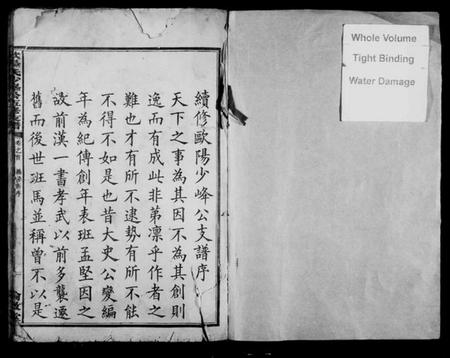 Whole Volume
Tight Binding
Water Damage
續修歐陽少峰公支譜序
天下之事為其因不為其創則
逸而有成此非第凛乎作者之
難也才有所不逮勢有所不能
不得不如是也昔大史公變編
年為紀傳創年表班孟堅因之
故前漢一書孝武以前多襲遷
舊而後世班馬並稱曾不以是